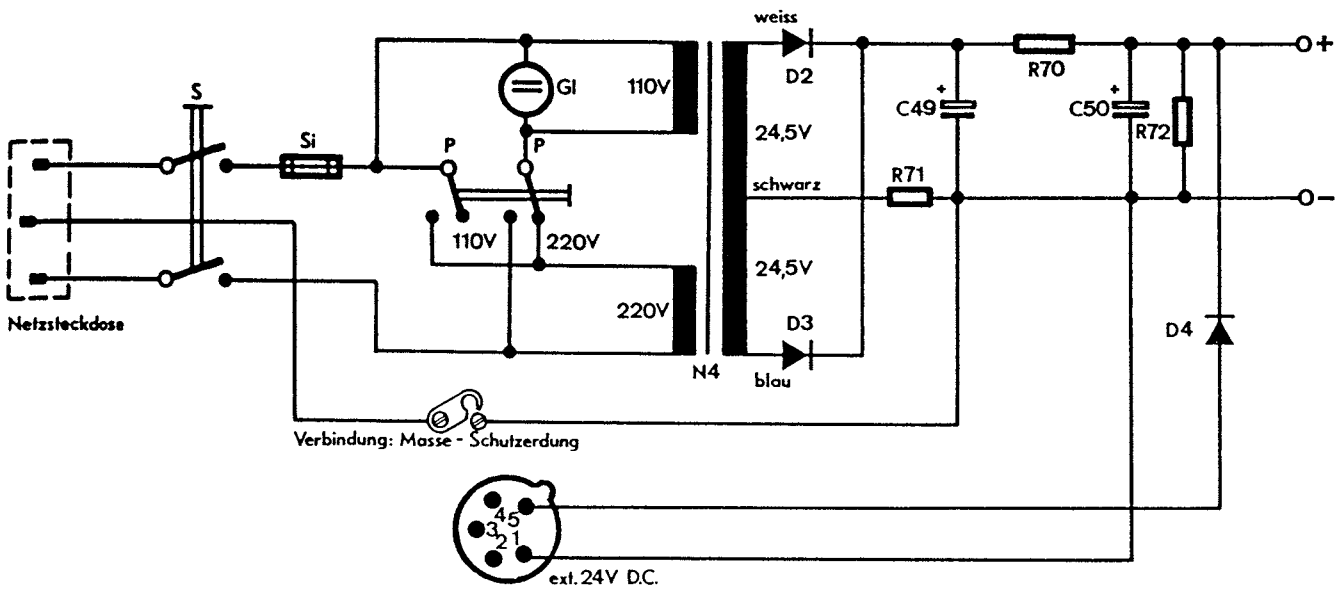 weiss
D2
R70
+
S
Gl
110V
+
C49
+
C50
R72
Si
24,5V
P
P
schwarz
R71
−
110V
220V
24,5V
220V
D3
D4
Netzsteckdose
N4
blau
Verbindung: Masse - Schutzerdung
4
5
3
2
1
ext. 24V D.C.